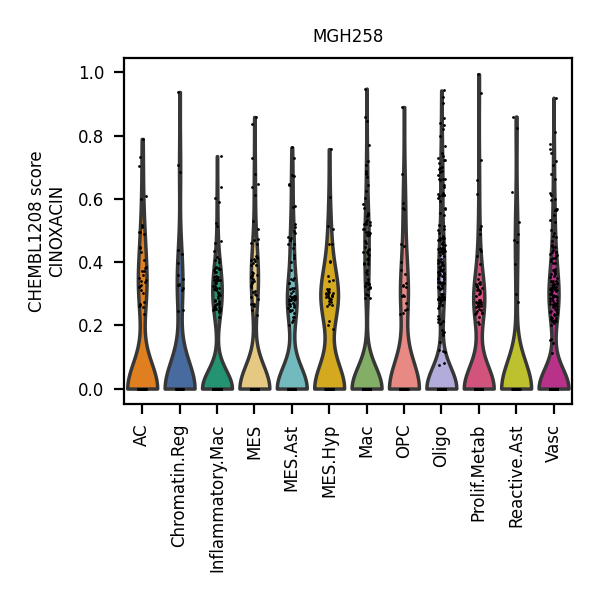 MGH258
CHEMBL1208 score
CINOXACIN
1.0
0.8
0.6
0.4
0.2
0.0
AC
Chromatin.Reg
Inflammatory.Mac
MES
MES.Ast
MES.Hyp
Mac
OPC
Oligo
Prolif.Metab
Reactive.Ast
Vasc